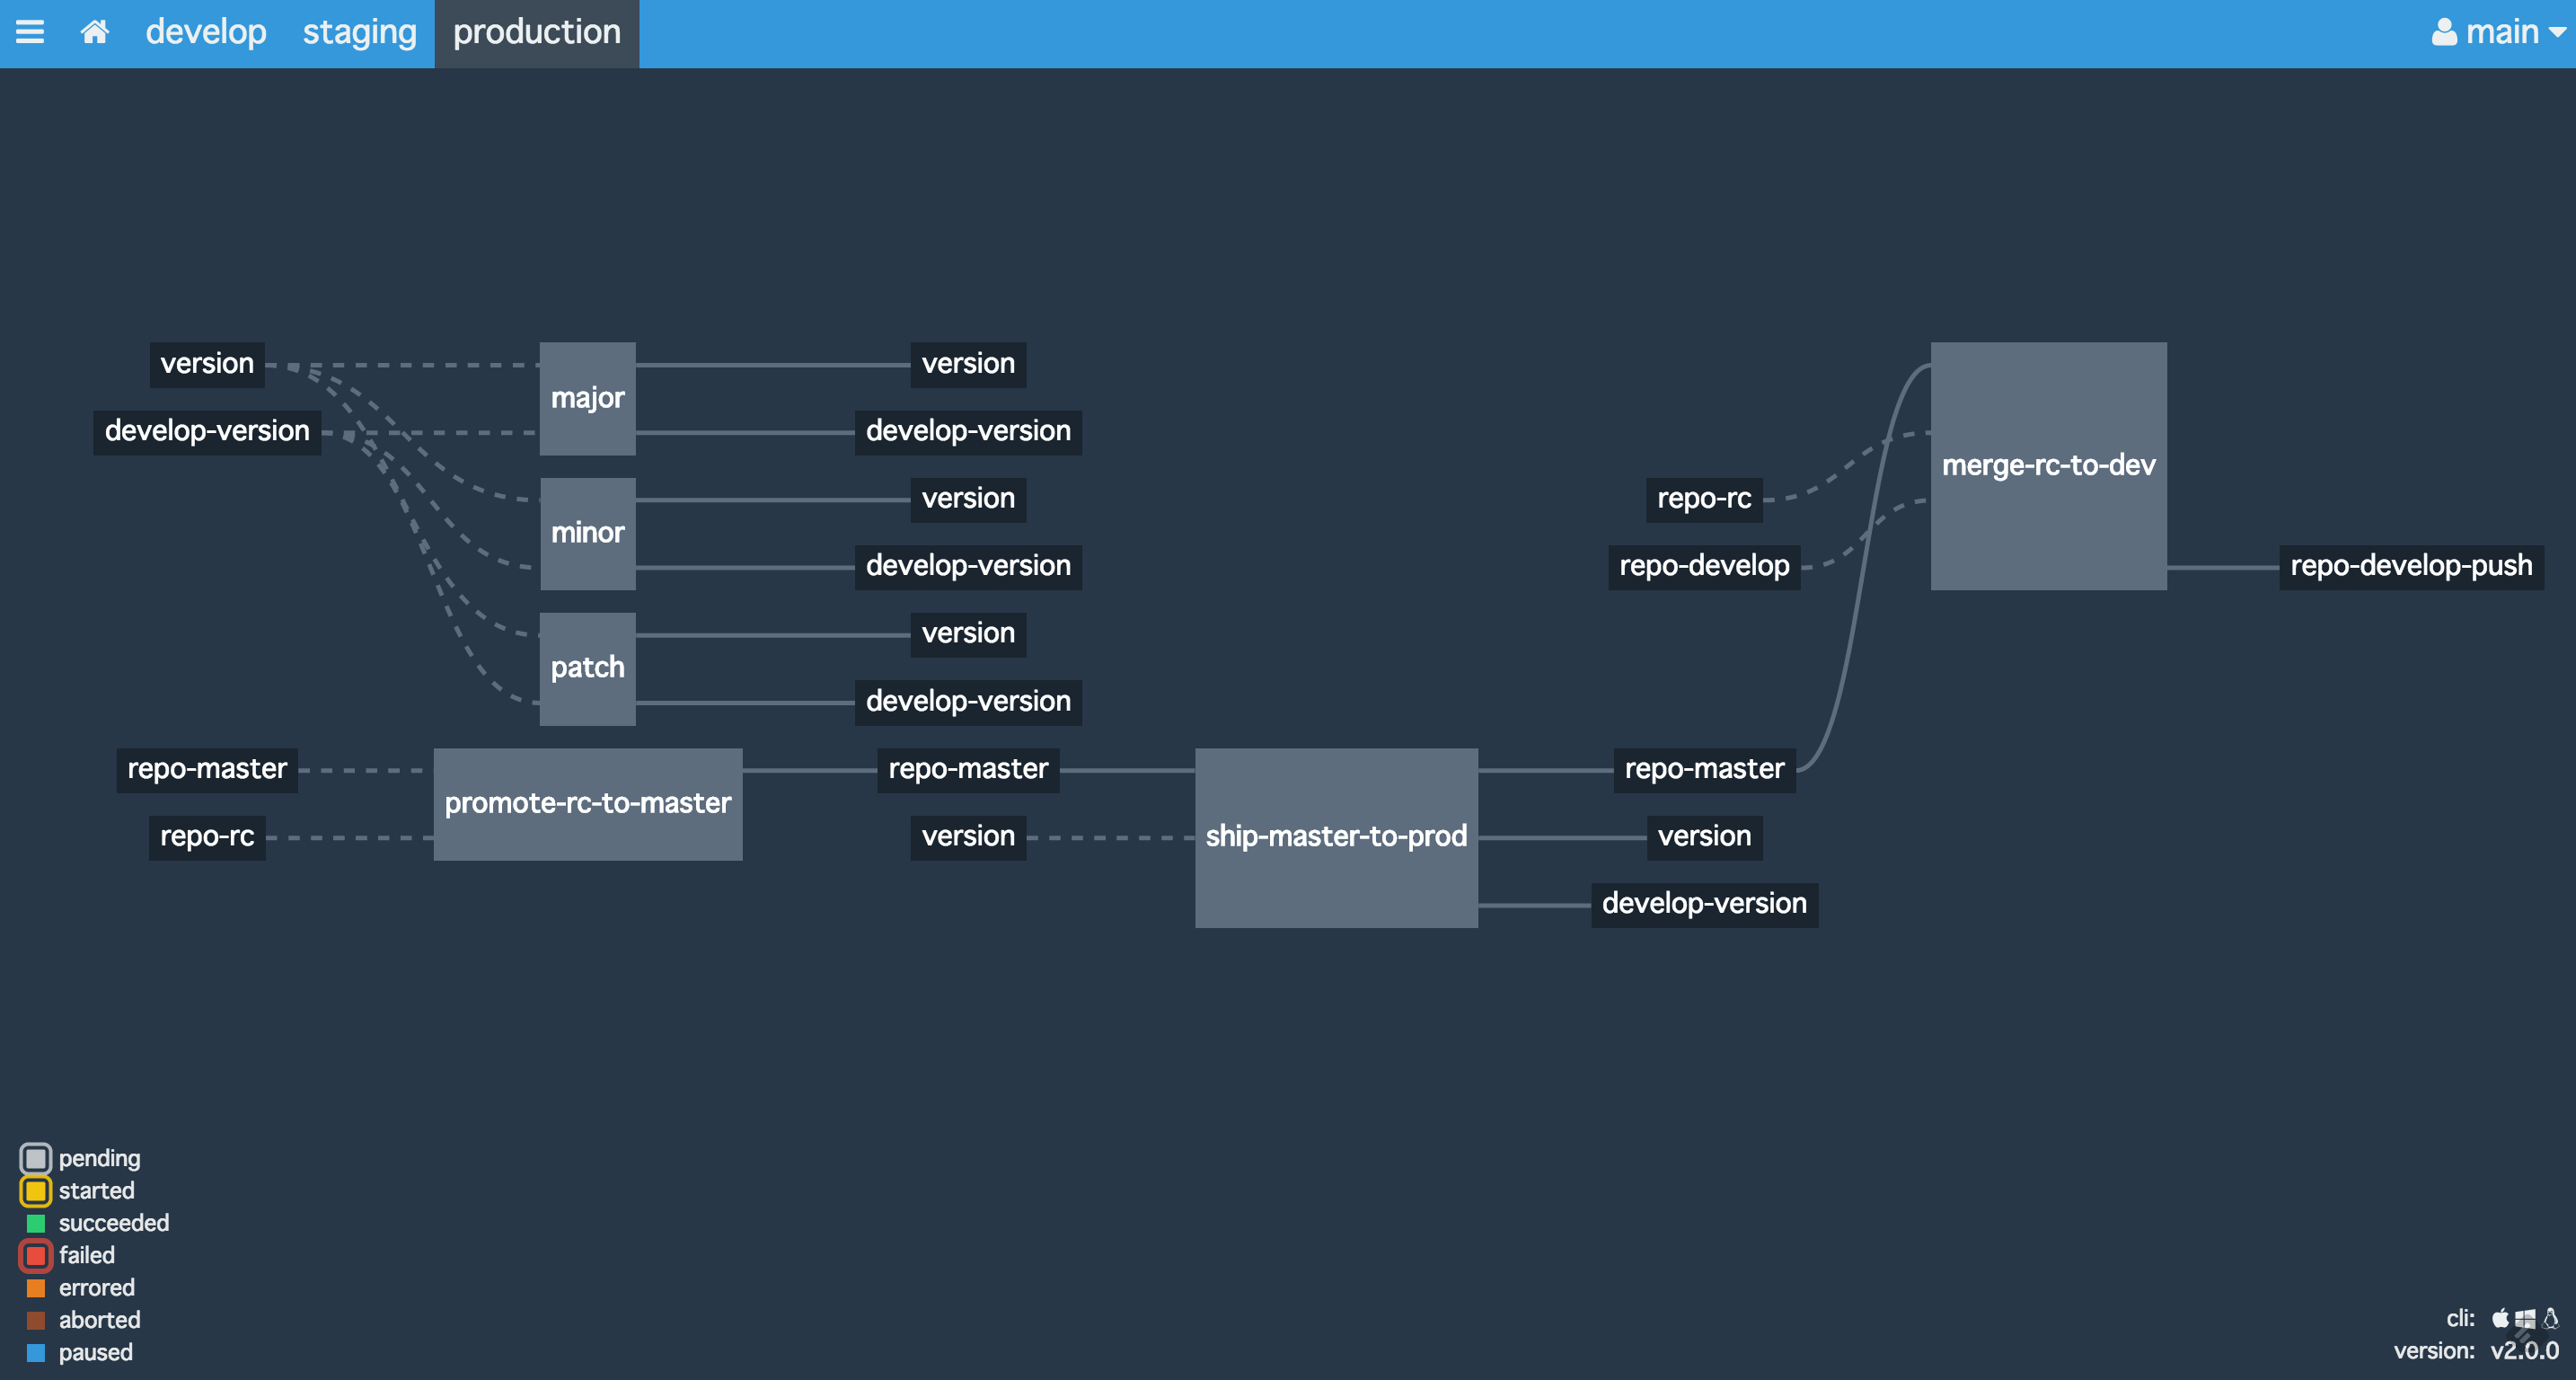 develop staging production main
version major version
develop-version develop-version
minor version
develop-version
patch version
develop-version
repo-master promote-rc-to-master repo-master ship-master-to-prod repo-master
repo-rc version version
develop-version
repo-rc merge-rc-to-dev
repo-develop repo-develop-push
pending
started
succeeded
failed
errored
aborted
paused
cli:
version: v2.0.0